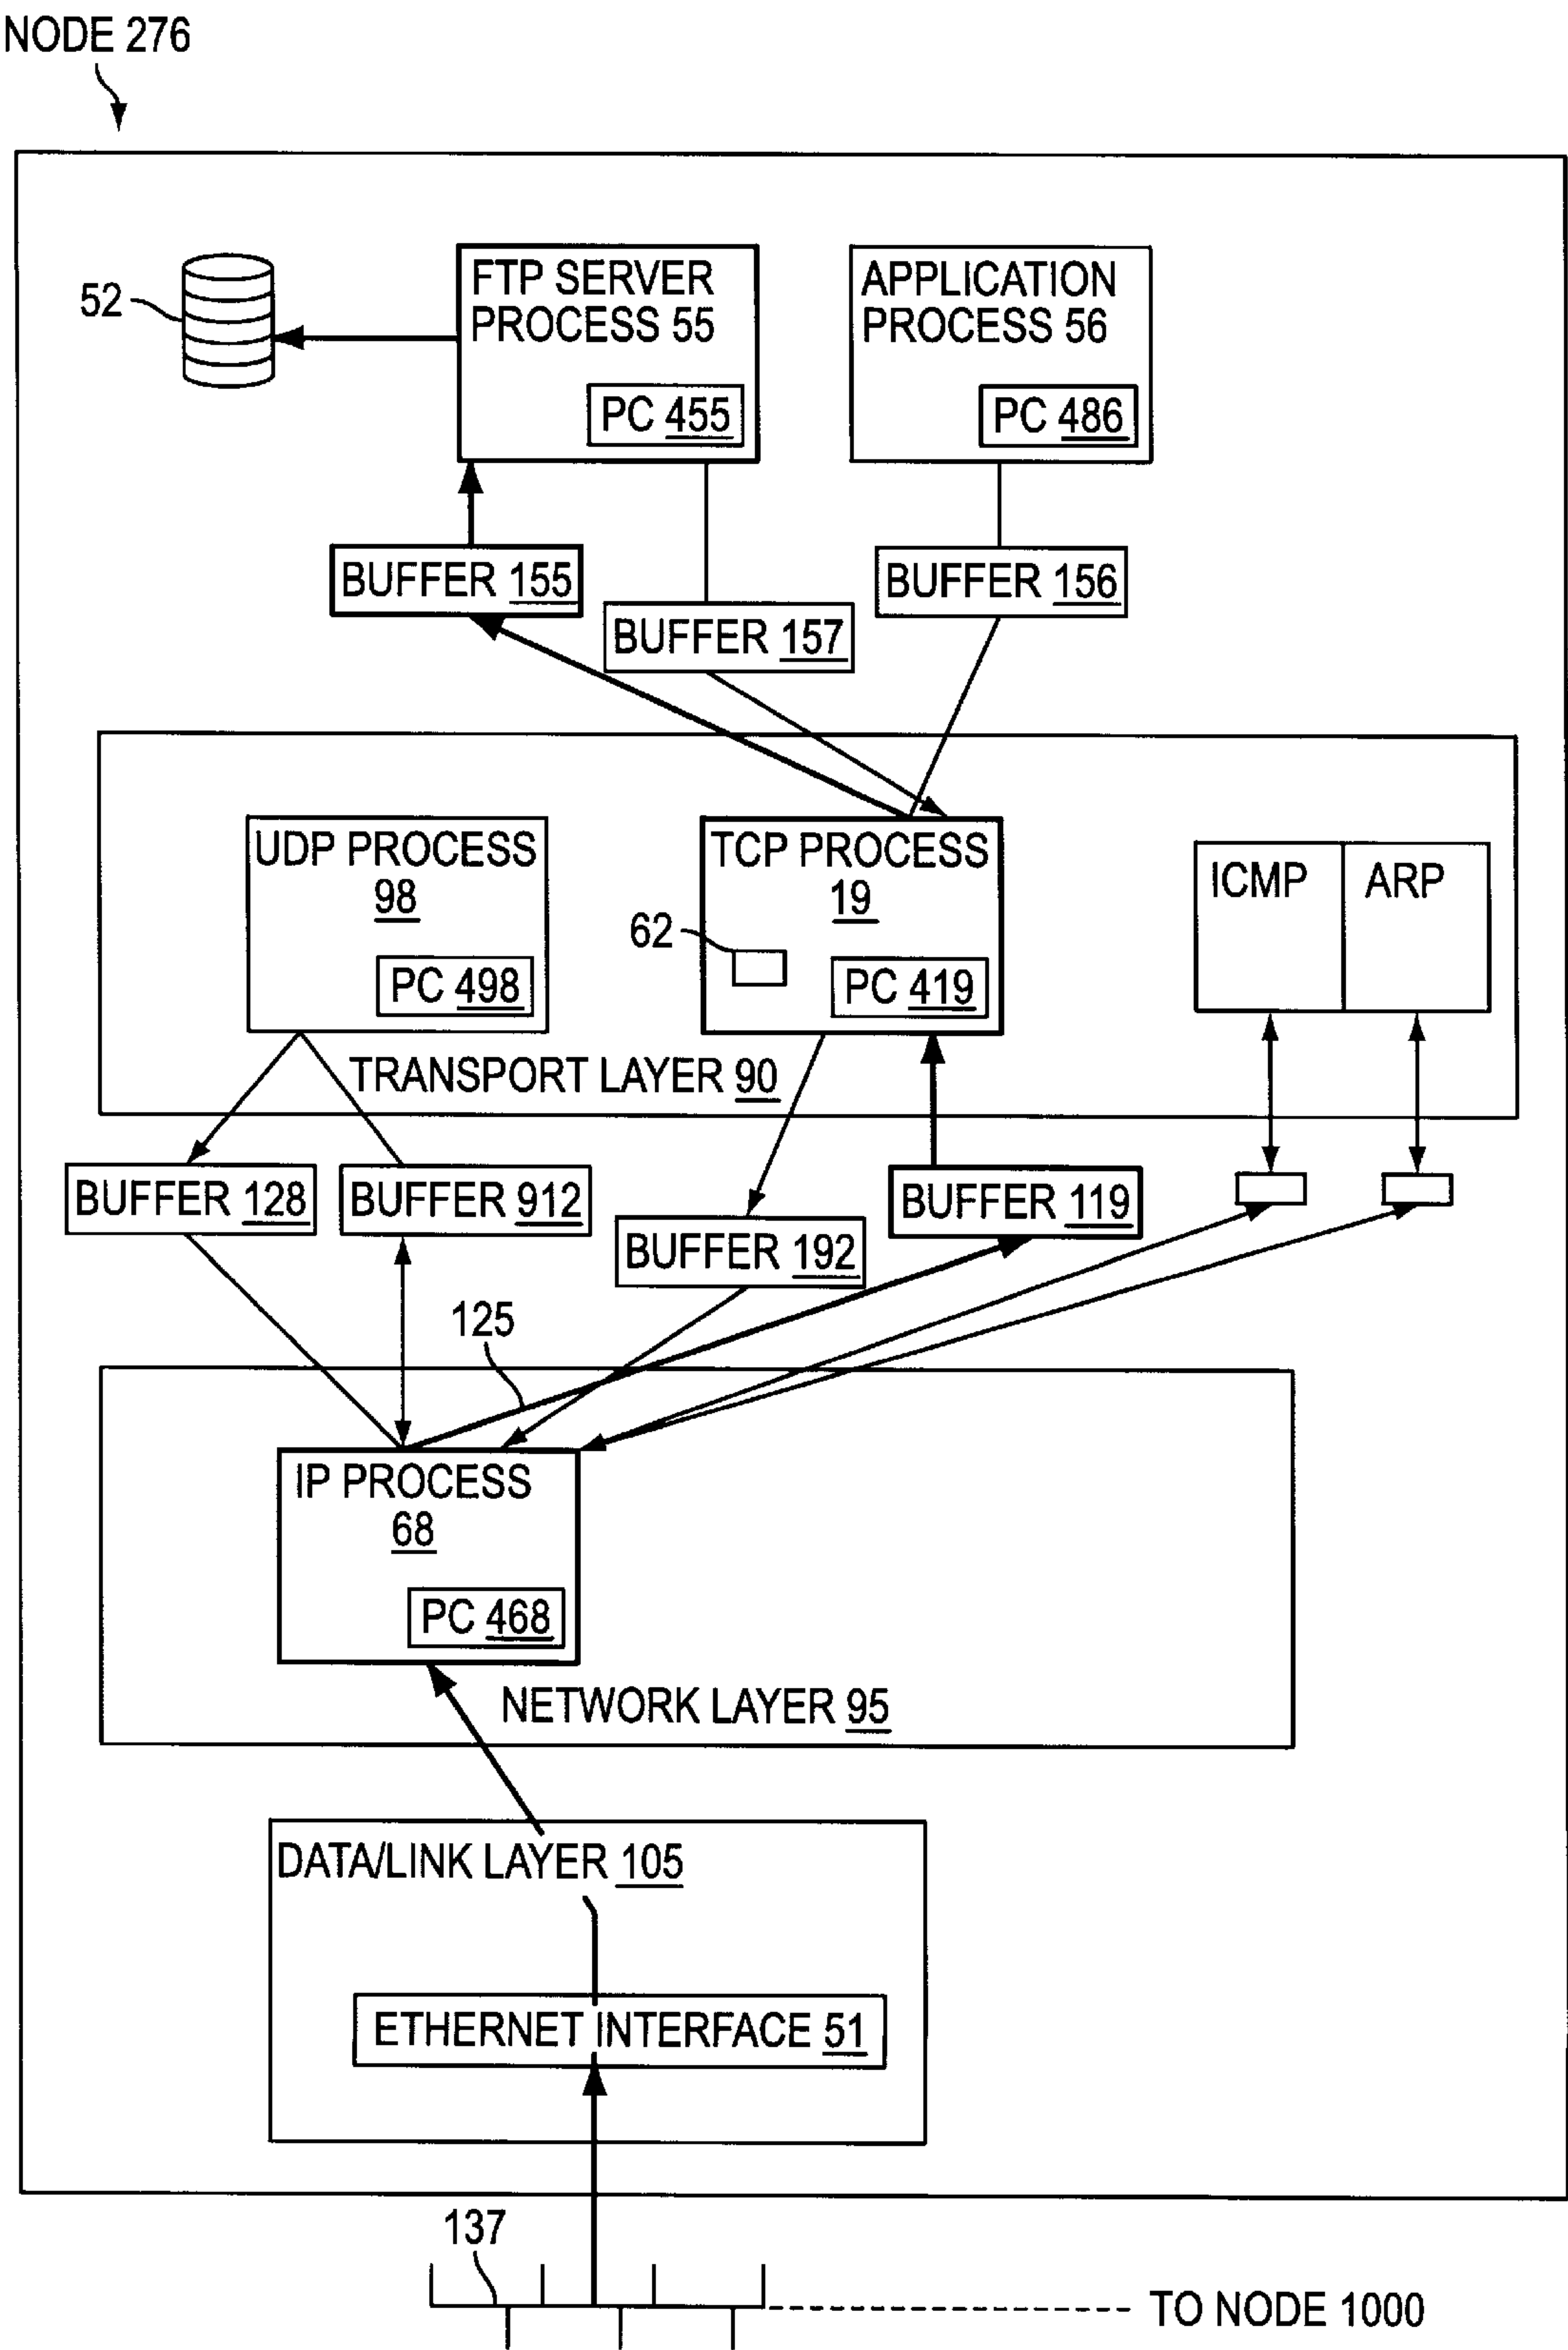 NODE 276
FTP SERVER
PROCESS 55
PC 455
APPLICATION
PROCESS 56
PC 486
52
BUFFER 155
BUFFER 156
BUFFER 157
UDP PROCESS
98
PC 498
TCP PROCESS
19
62
PC 419
ICMP
ARP
TRANSPORT LAYER 90
BUFFER 128
BUFFER 912
BUFFER 119
BUFFER 192
125
IP PROCESS
68
PC 468
NETWORK LAYER 95
DATA/LINK LAYER 105
ETHERNET INTERFACE 51
137
TO NODE 1000